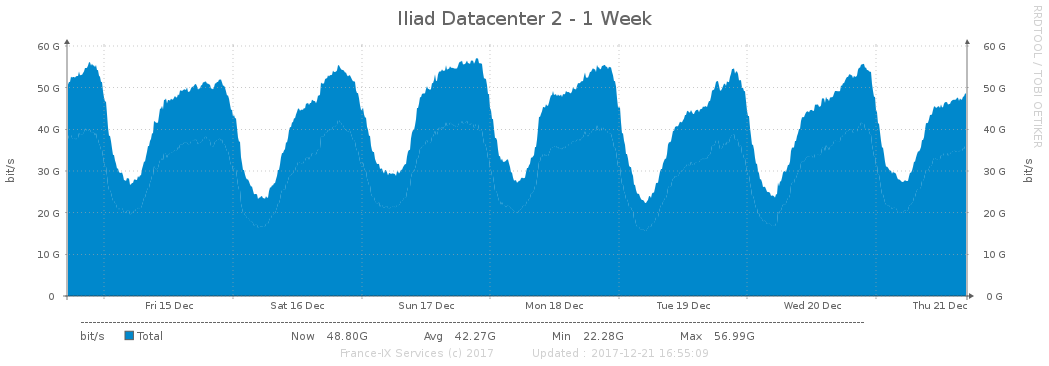 Iliad Datacenter 2 - 1 Week
RRDTOOL / TOBI OETIKER
60 G 60 G
50 G 50 G
40 G 40 G
30 G 30 G
20 G 20 G
10 G 10 G
0 0 G
bit/s
bit/s
Fri 15 Dec Sat 16 Dec Sun 17 Dec Mon 18 Dec Tue 19 Dec Wed 20 Dec Thu 21 Dec
bit/s Total Now 48.80G Avg 42.27G Min 22.28G Max 56.99G
France-IX Services (c) 2017 Updated : 2017-12-21 16:55:09